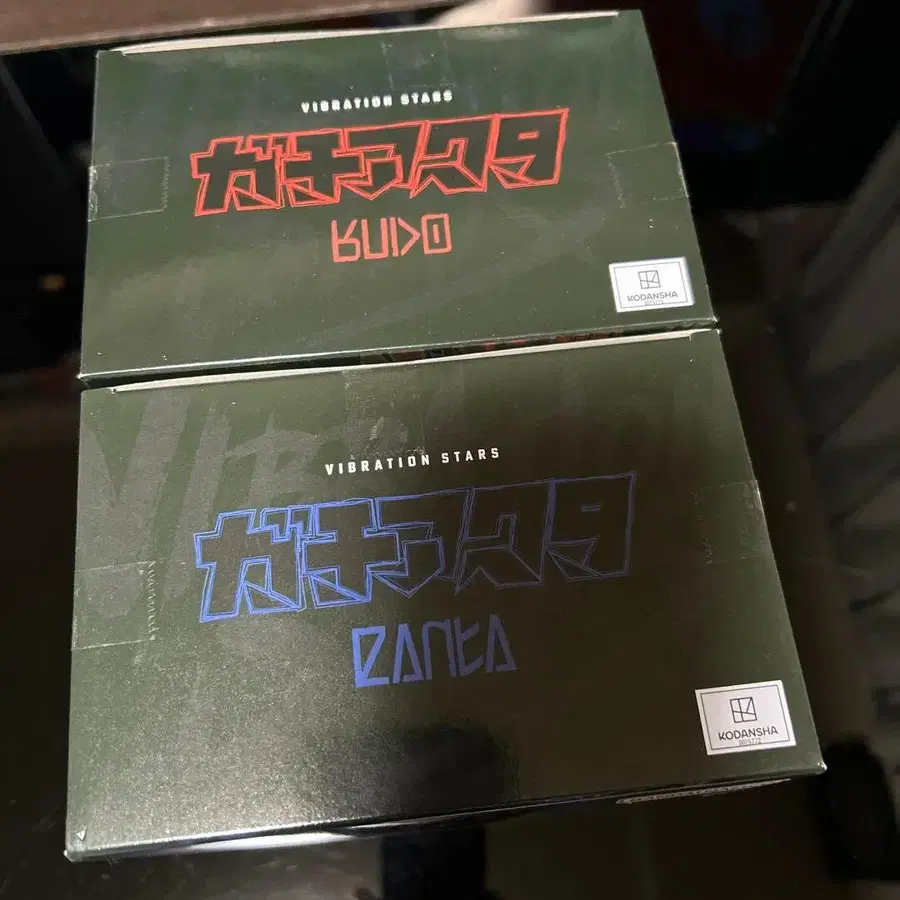 VIBRATION STARS
ガチアクタ
RUDO
KODANSHA
VIBRATION STARS
ガチアクタ
ZANKA
KODANSHA